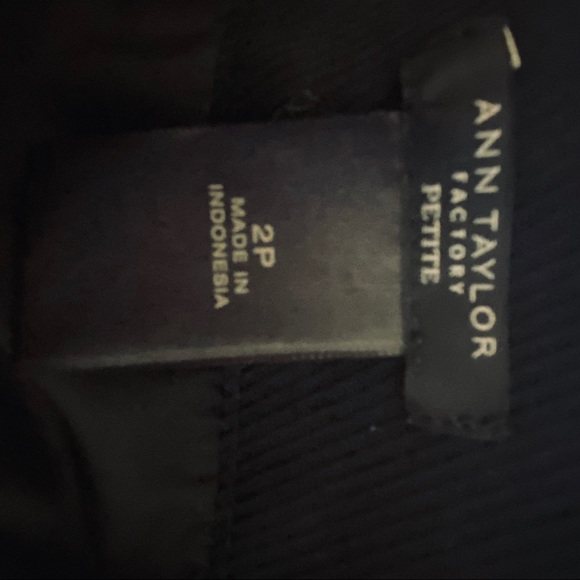 ANN TAYLOR
FACTORY
PETITE
2P
MADE IN
INDONESIA